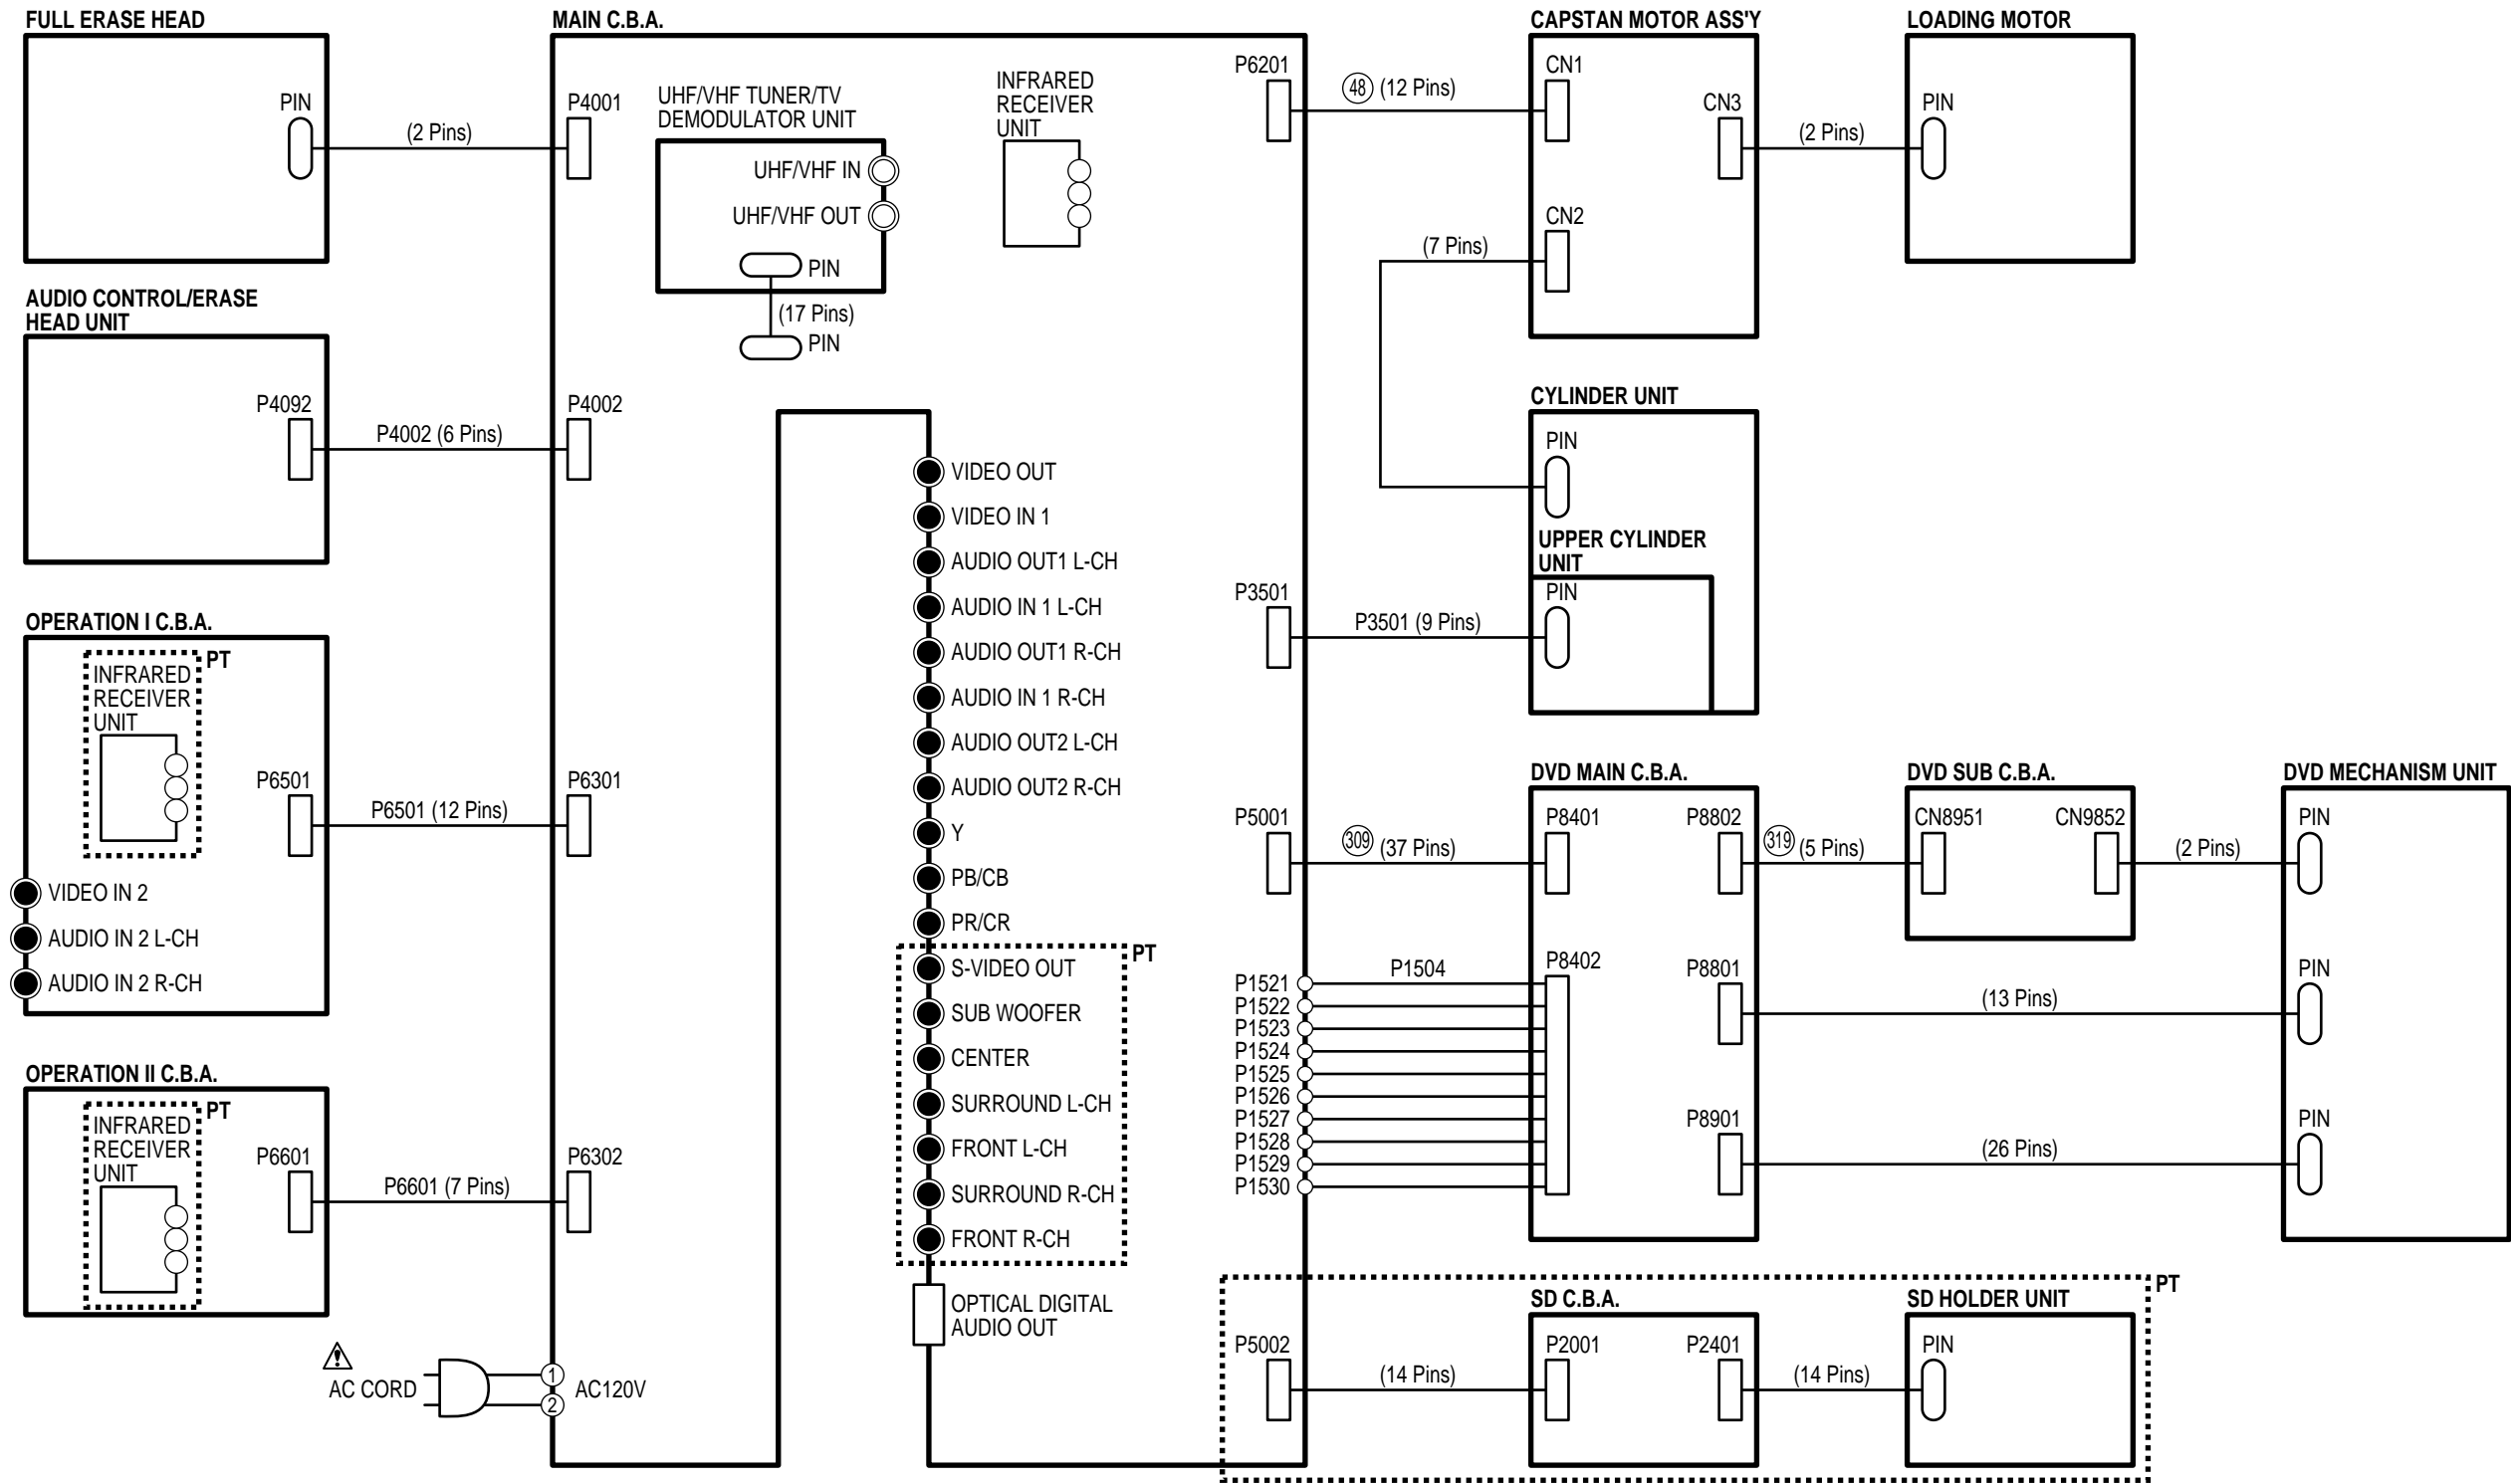 FULL ERASE HEAD
PIN
(2 Pins)
AUDIO CONTROL/ERASE
HEAD UNIT
P4092
P4002 (6 Pins)
OPERATION I C.B.A.
PT
INFRARED
RECEIVER
UNIT
P6501
P6501 (12 Pins)
VIDEO IN 2
AUDIO IN 2 L-CH
AUDIO IN 2 R-CH
OPERATION II C.B.A.
PT
INFRARED
RECEIVER
UNIT
P6601
P6601 (7 Pins)
AC CORD
1
2
AC120V
MAIN C.B.A.
P4001
P4002
P6301
P6302
UHF/VHF TUNER/TV
DEMODULATOR UNIT
UHF/VHF IN
UHF/VHF OUT
PIN
(17 Pins)
PIN
INFRARED
RECEIVER
UNIT
VIDEO OUT
VIDEO IN 1
AUDIO OUT1 L-CH
AUDIO IN 1 L-CH
AUDIO OUT1 R-CH
AUDIO IN 1 R-CH
AUDIO OUT2 L-CH
AUDIO OUT2 R-CH
Y
PB/CB
PR/CR
PT
S-VIDEO OUT
SUB WOOFER
CENTER
SURROUND L-CH
FRONT L-CH
SURROUND R-CH
FRONT R-CH
OPTICAL DIGITAL
AUDIO OUT
P6201
48 (12 Pins)
P3501
P3501 (9 Pins)
P5001
309 (37 Pins)
P1521
P1522
P1523
P1524
P1525
P1526
P1527
P1528
P1529
P1530
P1504
P5002
(14 Pins)
CAPSTAN MOTOR ASS'Y
CN1
CN3
CN2
(7 Pins)
(2 Pins)
LOADING MOTOR
PIN
CYLINDER UNIT
PIN
UPPER CYLINDER
UNIT
PIN
DVD MAIN C.B.A.
P8401
P8802
P8402
P8801
P8901
319 (5 Pins)
DVD SUB C.B.A.
CN8951
CN9852
(2 Pins)
(13 Pins)
(26 Pins)
DVD MECHANISM UNIT
PIN
PIN
PIN
PT
SD C.B.A.
P2001
P2401
(14 Pins)
SD HOLDER UNIT
PIN